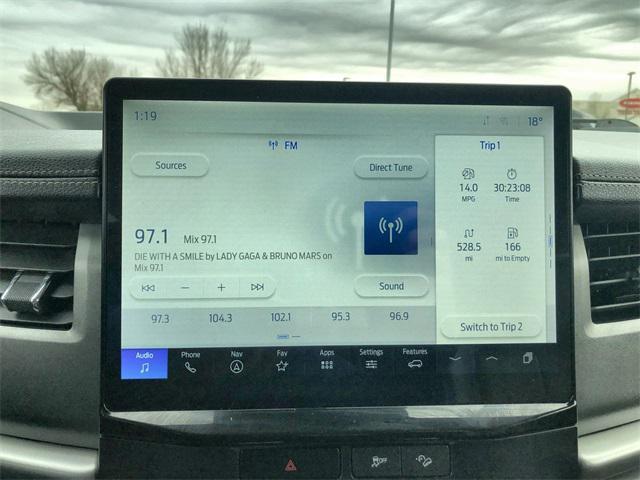 1:19
18°
FM
Sources
Direct Tune
97.1 Mix 97.1
DIE WITH A SMILE by LADY GAGA & BRUNO MARS on
Mix 97.1
Sound
97.3 104.3 102.1 95.3 96.9
Trip 1
14.0 30:23:08
MPG Time
528.5 166
mi mi to Empty
Switch to Trip 2
Audio Phone Nav Fav Apps Settings Features
OFF